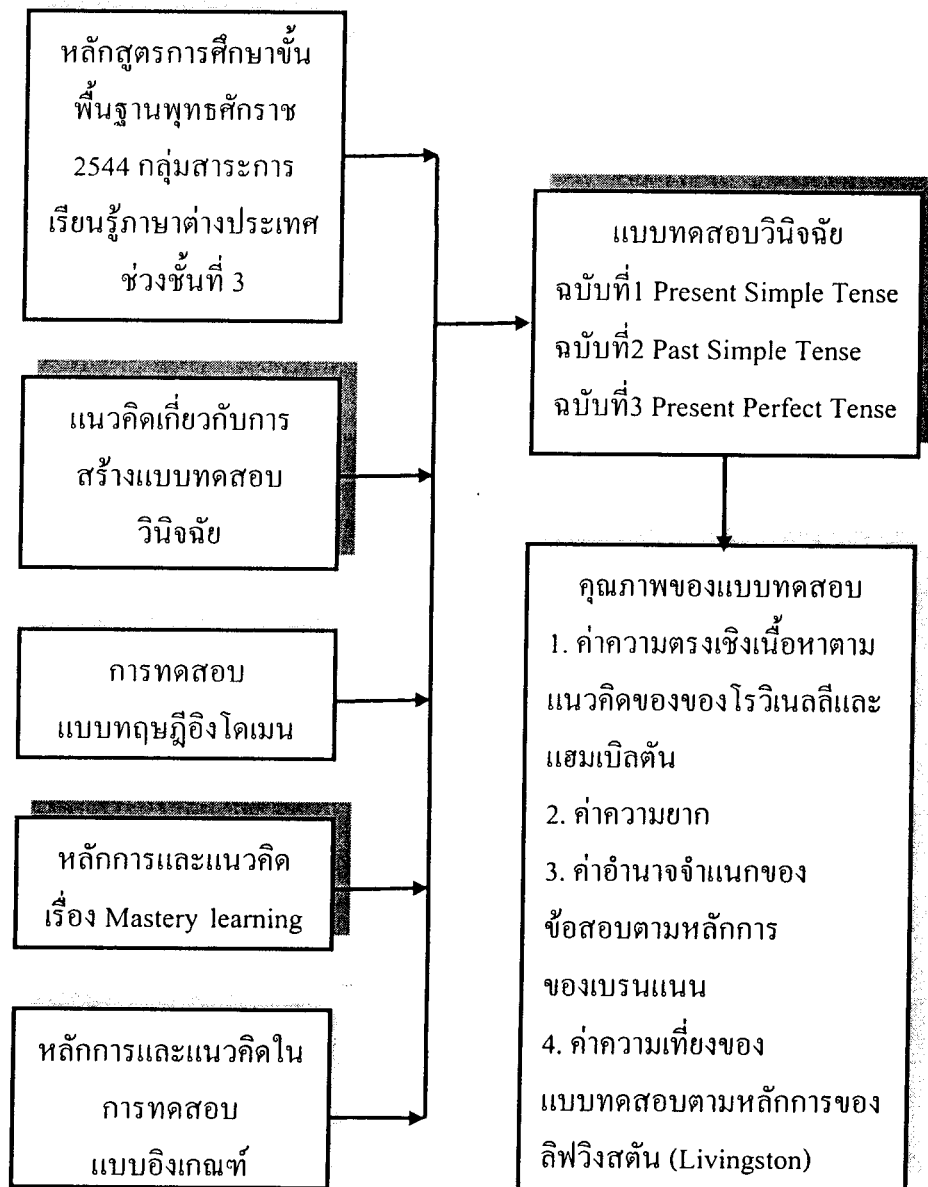 หลักสูตรการศึกษาขั้น
พื้นฐานพุทธศักราช
2544 กลุ่มสาระการ
เรียนรู้ภาษาต่างประเทศ
ช่วงชั้นที่ 3
แนวคิดเกี่ยวกับการ
สร้างแบบทดสอบ
วินิจฉัย
การทดสอบ
แบบทฤษฎีอิงโดเมน
หลักการและแนวคิด
เรื่อง Mastery learning
หลักการและแนวคิดใน
การทดสอบ
แบบอิงเกณฑ์
แบบทดสอบวินิจฉัย
ฉบับที่1 Present Simple Tense
ฉบับที่2 Past Simple Tense
ฉบับที่3 Present Perfect Tense
คุณภาพของแบบทดสอบ
1. ค่าความตรงเชิงเนื้อหาตาม
แนวคิดของของโรวิเนลลีและ
แฮมเบิลตัน
2. ค่าความยาก
3. ค่าอำนาจจำแนกของ
ข้อสอบตามหลักการ
ของเบรนแนน
4. ค่าความเที่ยงของ
แบบทดสอบตามหลักการของ
ลิฟวิงสตัน (Livingston)